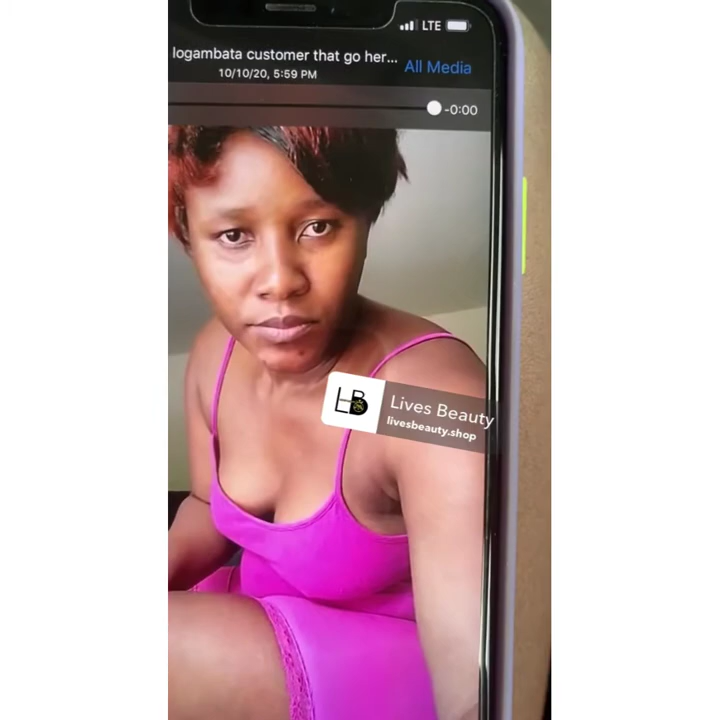 LTE
logambata customer that go her...
All Media
10/10/20, 5:59 PM
-0:00
LB
Lives Beauty
livesbeauty.shop